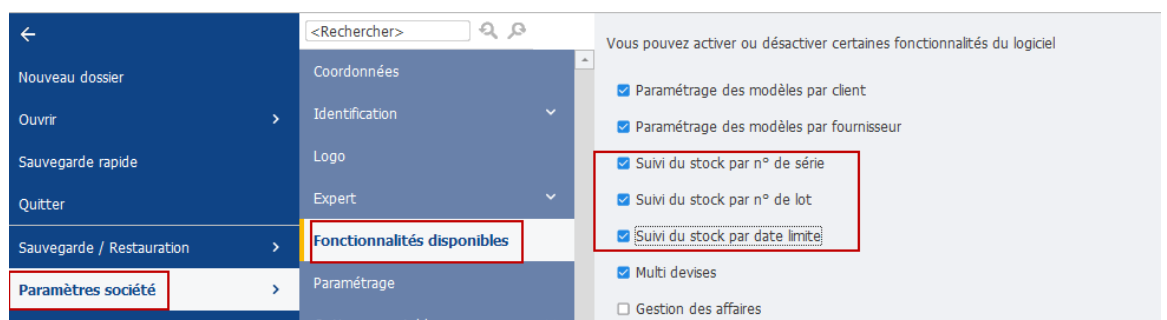 Nouveau dossier
Ouvrir
Sauvegarde rapide
Quitter
Sauvegarde / Restauration
Paramètres société
<Rechercher>
Coordonnées
Identification
Logo
Expert
Fonctionnalités disponibles
Paramétrage
Vous pouvez activer ou désactiver certaines fonctionnalités du logiciel
Paramétrage des modèles par client
Paramétrage des modèles par fournisseur
Suivi du stock par n° de série
Suivi du stock par n° de lot
Suivi du stock par date limite
Multi devises
Gestion des affaires